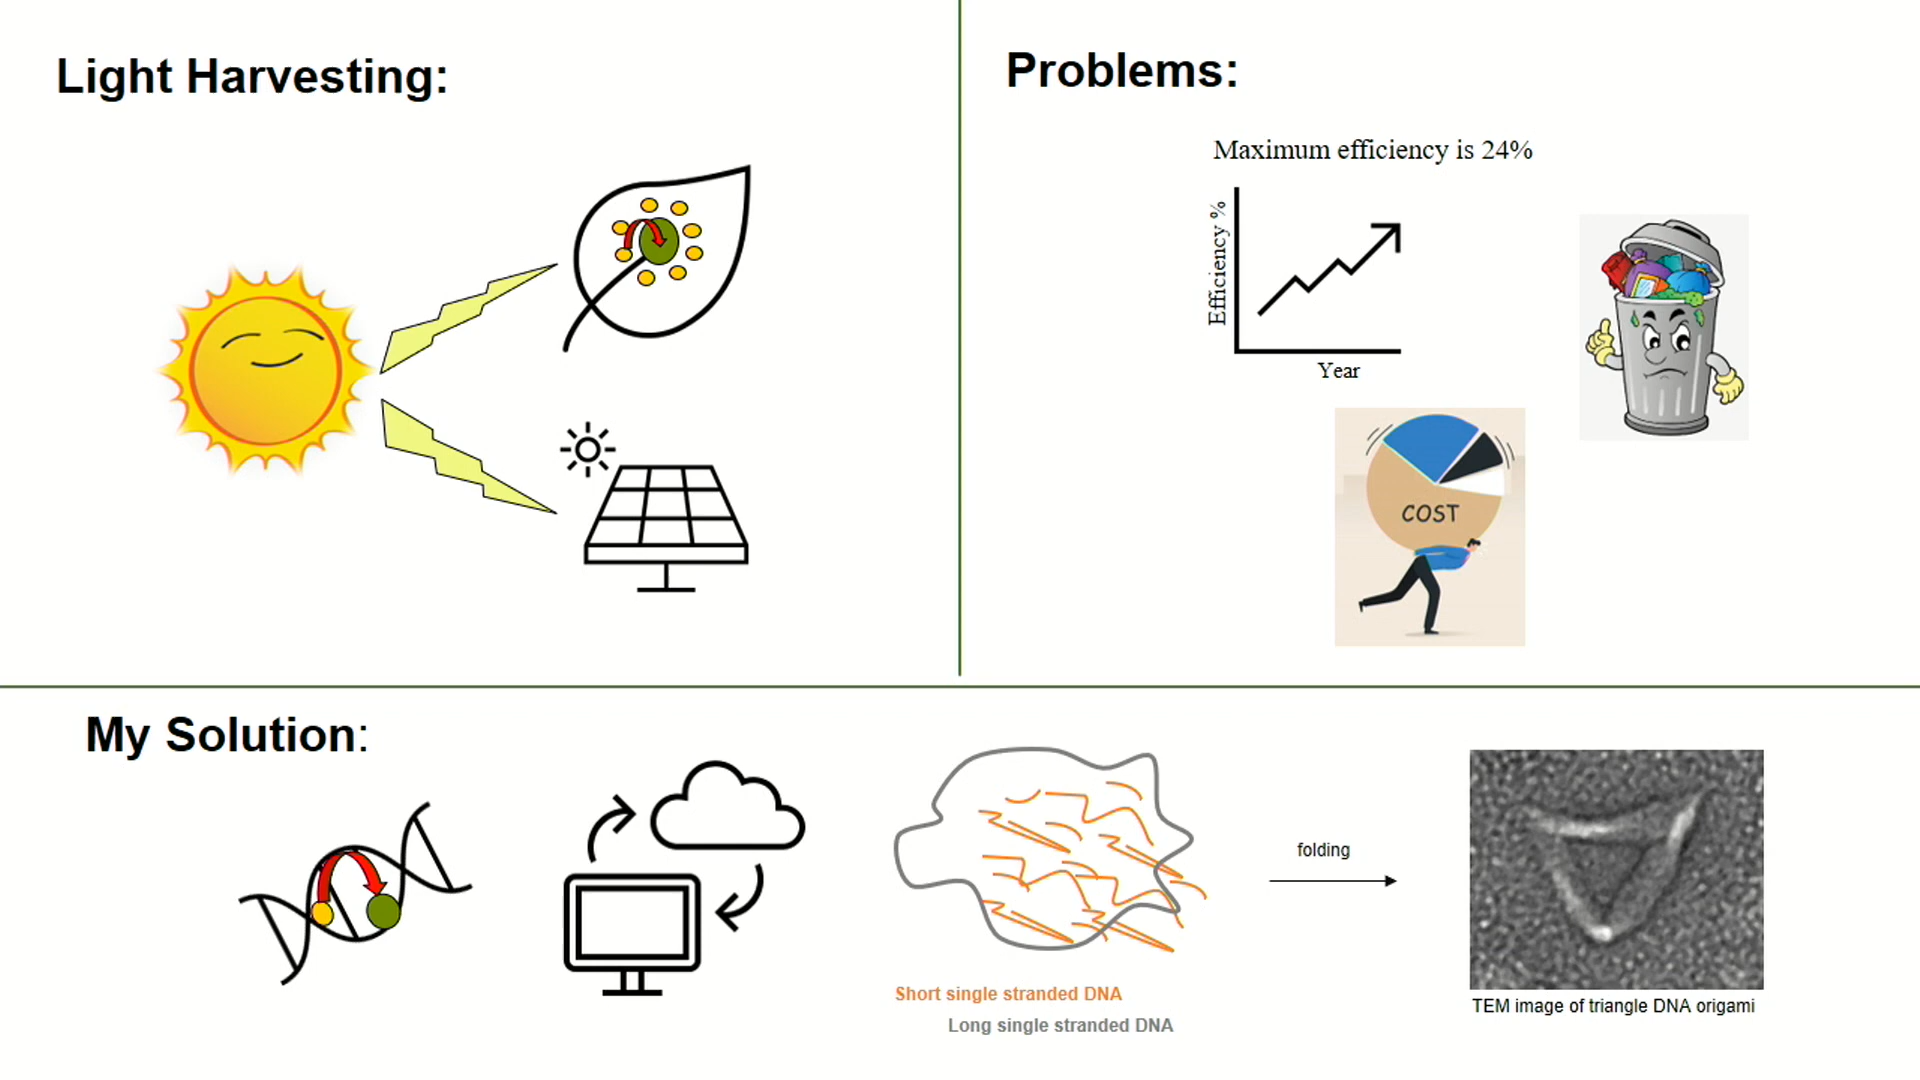 Light Harvesting:
Problems:
Maximum efficiency is 24%
Efficiency %
Year
COST
My Solution:
folding
Short single stranded DNA
Long single stranded DNA
TEM image of triangle DNA origami